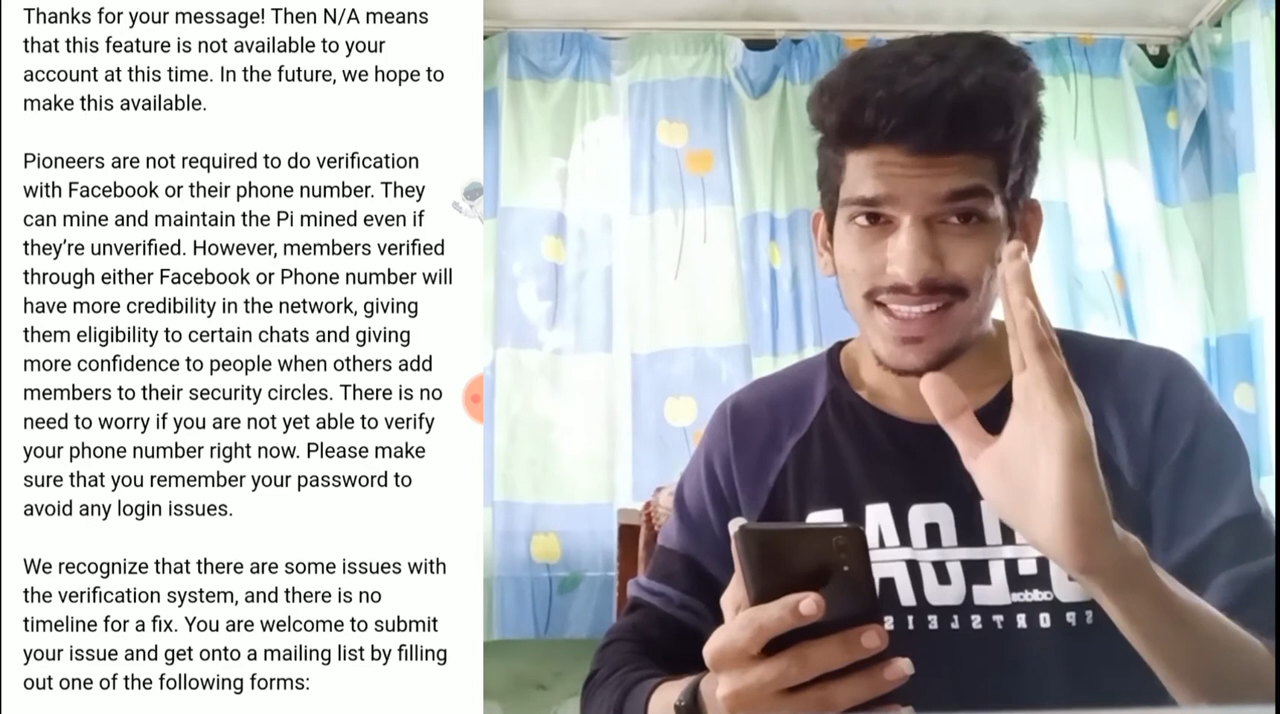 Thanks for your message! Then N/A means
that this feature is not available to your
account at this time. In the future, we hope to
make this available.
Pioneers are not required to do verification
with Facebook or their phone number. They
can mine and maintain the Pi mined even if
they’re unverified. However, members verified
through either Facebook or Phone number will
have more credibility in the network, giving
them eligibility to certain chats and giving
more confidence to people when others add
members to their security circles. There is no
need to worry if you are not yet able to verify
your phone number right now. Please make
sure that you remember your password to
avoid any login issues.
We recognize that there are some issues with
the verification system, and there is no
timeline for a fix. You are welcome to submit
your issue and get onto a mailing list by filling
out one of the following forms: